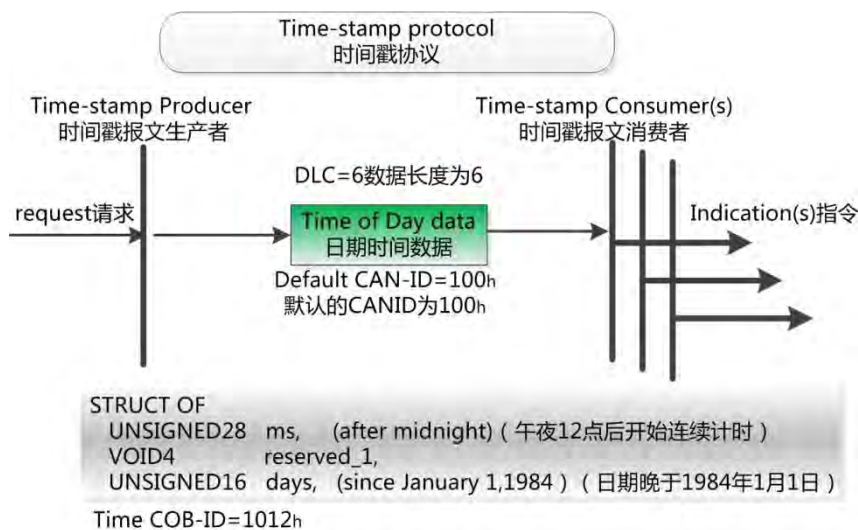 Time-stamp protocol
时间戳协议
Time-stamp Producer
时间戳报文生产者
Time-stamp Consumer(s)
时间戳报文消费者
DLC=6数据长度为6
request请求
Time of Day data
日期时间数据
Indication(s)指令
Default CAN-ID=100h
默认的CANID为100h
STRUCT OF
UNSIGNED28 ms, (after midnight)(午夜12点后开始连续计时)
VOID4 reserved_1,
UNSIGNED16 days, (since January 1,1984)(日期晚于1984年1月1日)
Time COB-ID=1012h